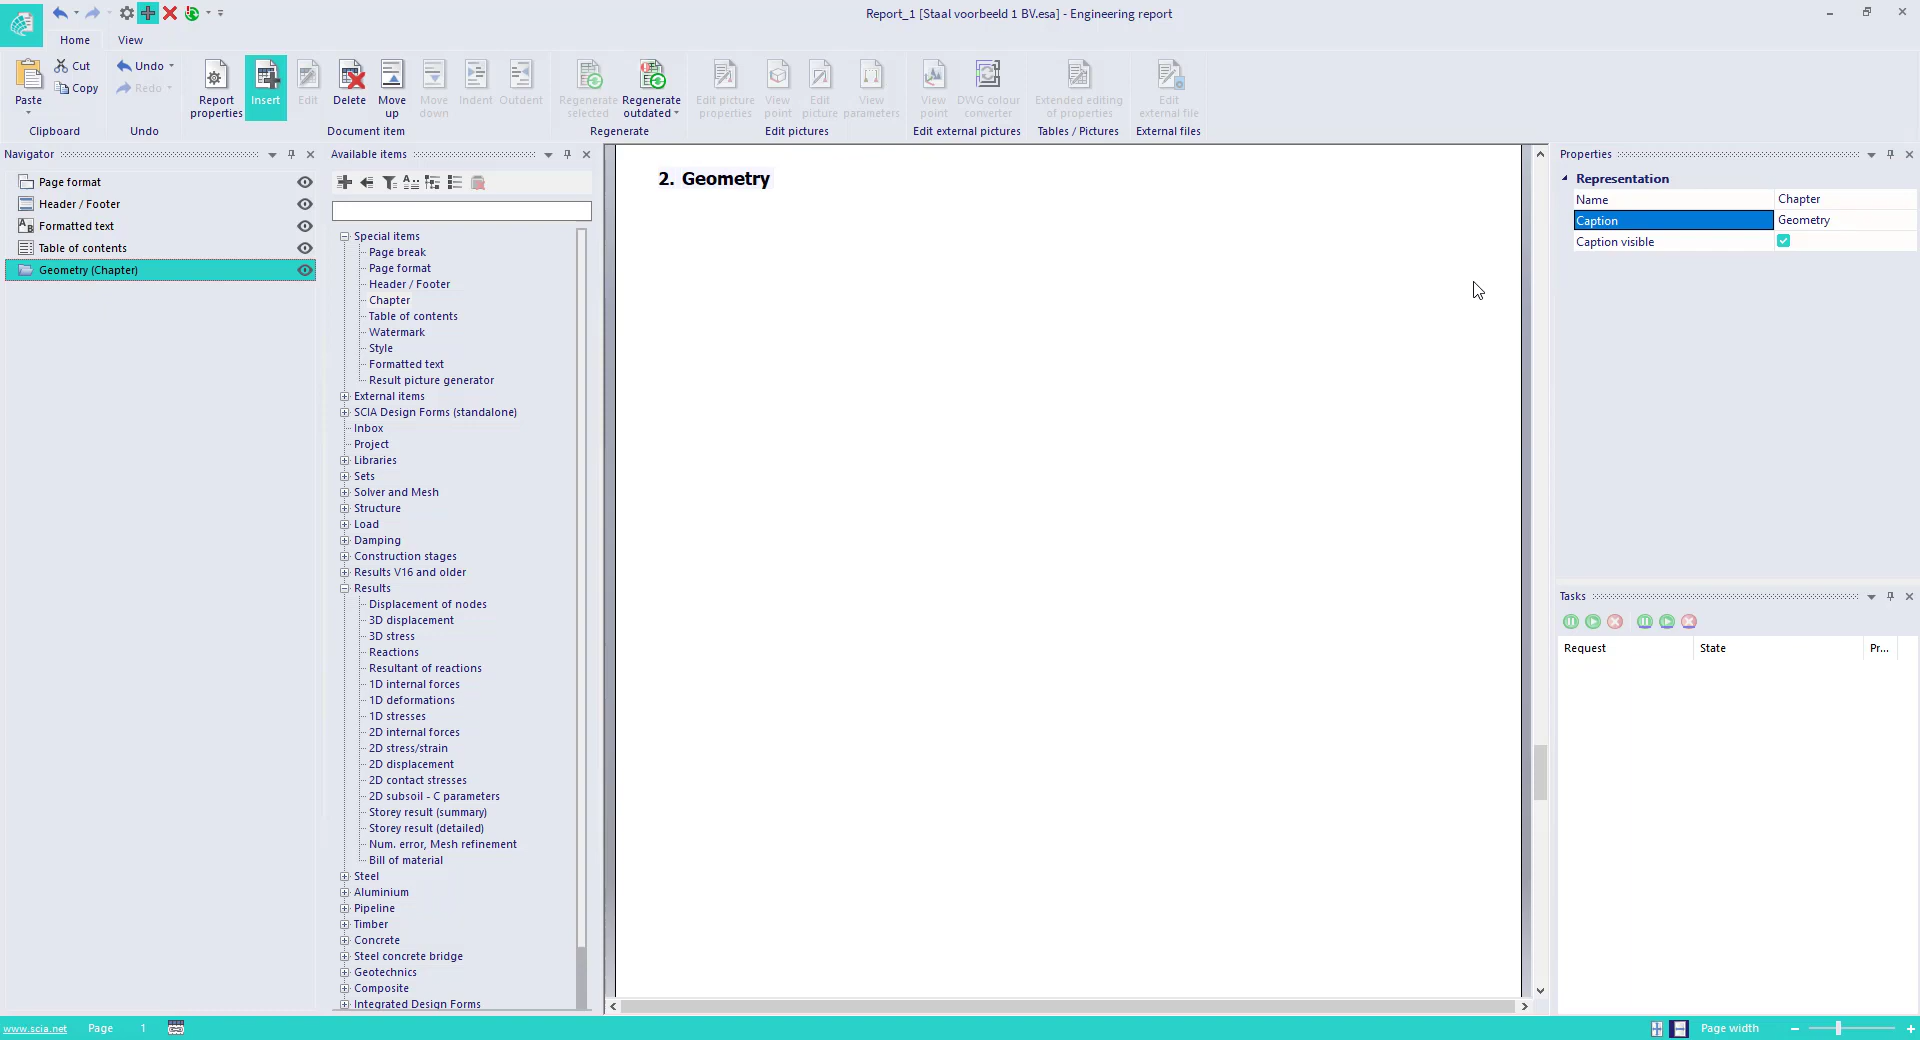 Report_1 [Staal voorbeeld 1 BV.esa] - Engineering report
Home View
Paste
Cut
Copy
Clipboard
Undo
Redo
Undo
Report properties
Insert
Edit
Delete
Move up
Move down
Indent
Outdent
Document item
Regenerate selected
Regenerate outdated
Regenerate
Edit picture properties
View point
Edit picture
View parameters
Edit pictures
View point
DWG colour converter
Edit external pictures
Extended editing of properties
Tables / Pictures
Edit external file
External files
Navigator
Page format
Header / Footer
Formatted text
Table of contents
Geometry (Chapter)
Available items
Special items
Page break
Page format
Header / Footer
Chapter
Table of contents
Watermark
Style
Formatted text
Result picture generator
External items
SCIA Design Forms (standalone)
Inbox
Project
Libraries
Sets
Solver and Mesh
Structure
Load
Damping
Construction stages
Results V16 and older
Results
Displacement of nodes
3D displacement
3D stress
Reactions
Resultant of reactions
1D internal forces
1D deformations
1D stresses
2D internal forces
2D stress/strain
2D displacement
2D contact stresses
2D subsoil - C parameters
Storey result (summary)
Storey result (detailed)
Num. error, Mesh refinement
Bill of material
Steel
Aluminium
Pipeline
Timber
Concrete
Steel concrete bridge
Geotechnics
Composite
Integrated Design Forms
2. Geometry
Properties
Representation
Name Chapter
Caption Geometry
Caption visible
Tasks
Request State Pr...
www.scia.net Page 1
Page width